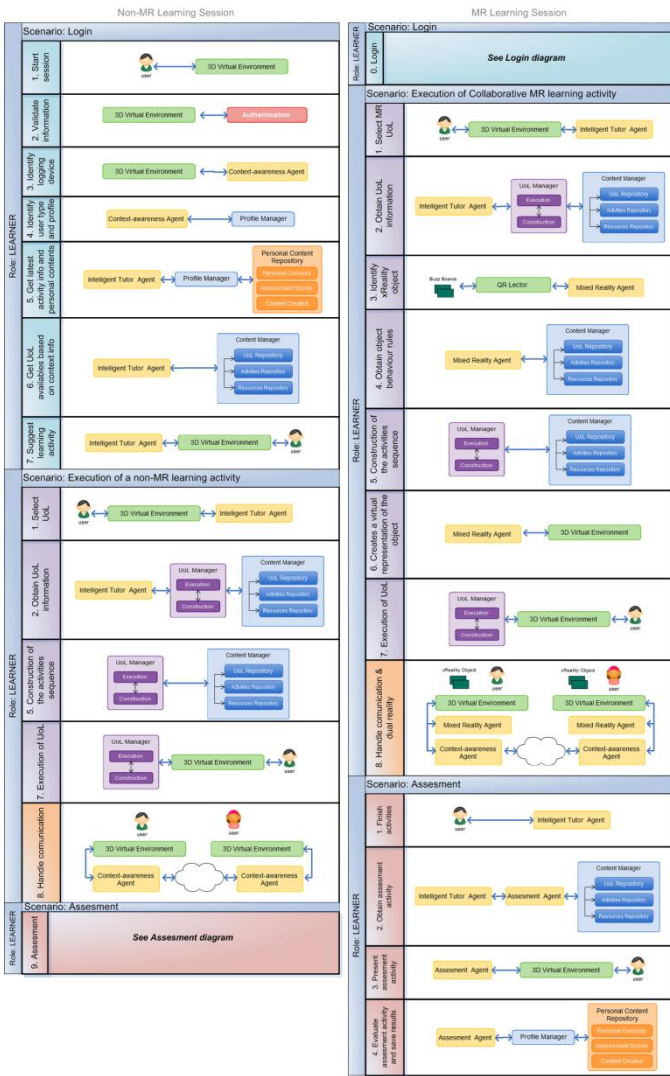 Non-MR Learning Session
Scenario: Login
Role: LEARNER
1. Start
session
user
3D Virtual Environment
2. Validate
information
3D Virtual Environment
Authentication
3. Identify
logging
device
3D Virtual Environment
Context-awareness Agent
4. Identify
user type
and profile
Context-awareness Agent
Profile Manager
5. Get latest
activity info and
personal contents
Intelligent Tutor Agent
Profile Manager
Personal Content
Repository
Personal Curricula
Assessment Scores
Content Created
6. Get UoL
availables based
on context info
Intelligent Tutor Agent
Content Manager
UoL Repository
Activities Repository
Resources Repository
7. Suggest
learning
activity
Intelligent Tutor Agent
3D Virtual Environment
user
Scenario: Execution of a non-MR learning activity
Role: LEARNER
1. Select
UoL
user
3D Virtual Environment
Intelligent Tutor Agent
2. Obtain UoL
information
Intelligent Tutor Agent
UoL Manager
Execution
Construction
Content Manager
UoL Repository
Activities Repository
Resources Repository
5. Construction of
the activities
sequence
UoL Manager
Execution
Construction
Content Manager
UoL Repository
Activities Repository
Resources Repository
7. Execution of UoL
UoL Manager
Execution
Construction
3D Virtual Environment
user
8. Handle comunication
user
user
3D Virtual Environment
3D Virtual Environment
Context-awareness
Agent
Context-awareness
Agent
Scenario: Assesment
Role: LEARNER
9. Assesment
See Assesment diagram
MR Learning Session
Scenario: Login
Role: LEARNER
0. Login
See Login diagram
Scenario: Execution of Collaborative MR learning activity
Role: LEARNER
1. Select MR
UoL
user
3D Virtual Environment
Intelligent Tutor Agent
2. Obtain UoL
information
Intelligent Tutor Agent
UoL Manager
Execution
Construction
Content Manager
UoL Repository
Activities Repository
Resources Repository
3. Identify
xReality
object
Buzz Boards
QR Lector
Mixed Reality Agent
4. Obtain object
behaviour rules
Mixed Reality Agent
Content Manager
UoL Repository
Activities Repository
Resources Repository
5. Construction of
the activities
sequence
UoL Manager
Execution
Construction
Content Manager
UoL Repository
Activities Repository
Resources Repository
6. Creates a virtual
representation of the
object
Mixed Reality Agent
3D Virtual Environment
7. Execution of UoL
UoL Manager
Execution
Construction
3D Virtual Environment
user
8. Handle comunication &
dual reality
xReality Object
user
xReality Object
user
3D Virtual Environment
3D Virtual Environment
Mixed Reality Agent
Mixed Reality Agent
Context-awareness
Agent
Context-awareness
Agent
Scenario: Assesment
Role: LEARNER
1. Finish
activities
user
Intelligent Tutor Agent
2. Obtain assesment
activity
Intelligent Tutor Agent
Assesment Agent
Content Manager
UoL Repository
Activities Repository
Resources Repository
3. Present
assesment
activity
Assesment Agent
3D Virtual Environment
user
4. Evaluate
assesment activity
and save results
Assesment Agent
Profile Manager
Personal Content
Repository
Personal Curricula
Assessment Scores
Content Created